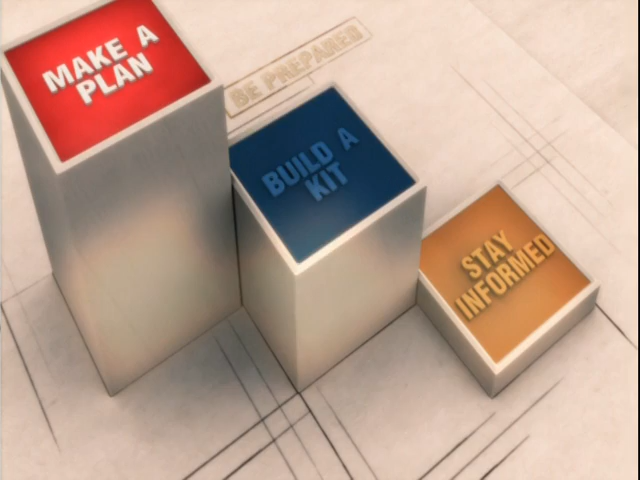 MAKE A
PLAN
BE PREPARED
BUILD A
KIT
STAY
INFORMED